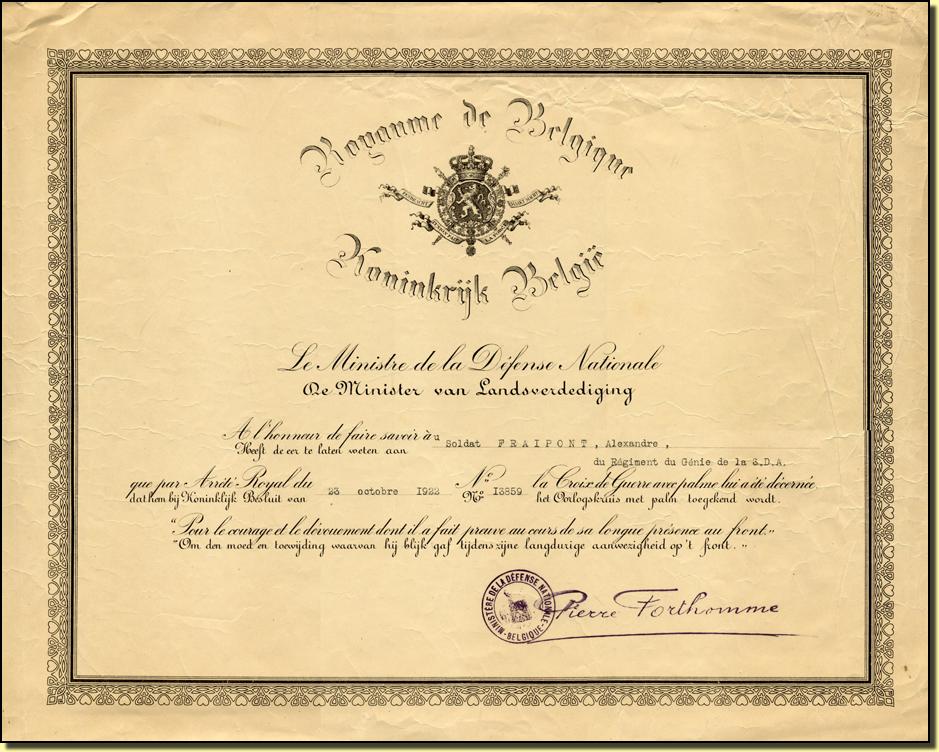 Royaume de Belgique
Koninkrijk België
Le Ministre de la Défense Nationale
De Minister van Landsverdediging
A l'honneur de faire savoir àu Soldat FRAIPONT, Alexandre,
Heeft de eer te laten weten aan
du Régiment du Génie de la 8.D.A.
que par Arrêté Royal du 23 octobre 1922 No. 13859 la Croix de Guerre avec palme lui a été décernée
dat hem bij Koninklijk Besluit van No. het Oorlogskruis met palm toegekend wordt.
"Pour le courage et le dévouement dont il a fait preuve au cours de sa longue présence au front."
"Om den moed en toewijding waarvan hij blijk gaf tijdens zijne langdurige aanwezigheid op 't front."
MINISTÈRE DE LA DÉFENSE NATIONALE
-BELGIQUE-
Pierre Forthomme